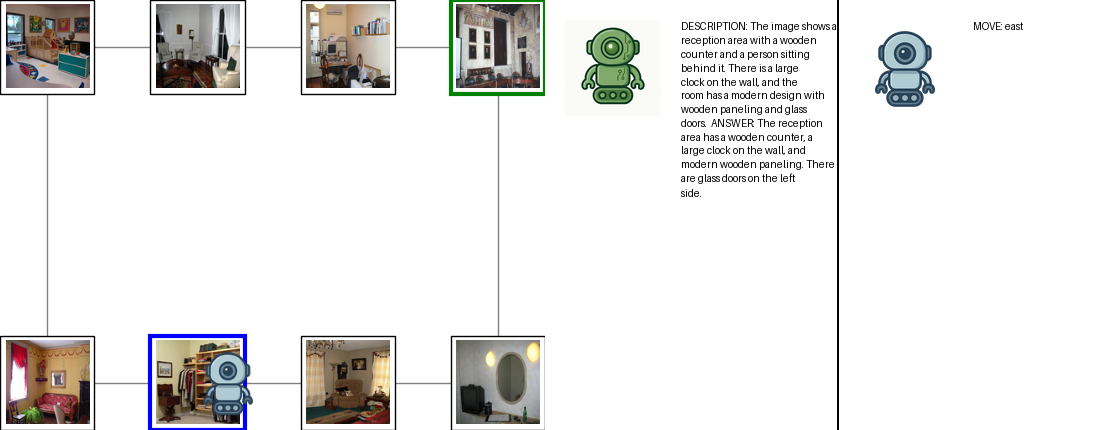 DESCRIPTION: The image shows a
reception area with a wooden
counter and a person sitting
behind it. There is a large
clock on the wall, and the
room has a modern design with
wooden paneling and glass
doors.  ANSWER: The reception
area has a wooden counter, a
large clock on the wall, and
modern wooden paneling. There
are glass doors on the left
side.
MOVE: east